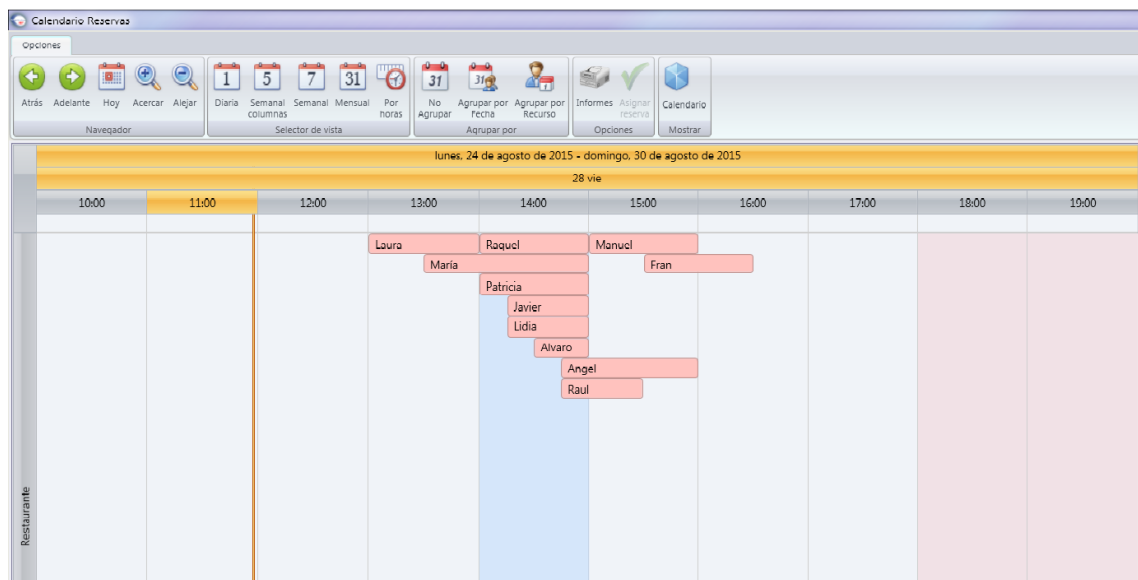 Calendario Reservas
Opciones
Atrás Adelante Hoy Acercar Alejar
1 Diaria
5 Semanal columnas
7 Semanal
31 Mensual
Por horas
31 No Agrupar
31 Agrupar por Fecha
Agrupar por Recurso
Informes
Asignar reserva
Calendario
Navegador Selector de vista Agrupar por Opciones Mostrar
lunes, 24 de agosto de 2015 - domingo, 30 de agosto de 2015
28 vie
10:00 11:00 12:00 13:00 14:00 15:00 16:00 17:00 18:00 19:00
Laura Raquel Manuel
María Fran
Patricia
Javier
Lidia
Alvaro
Angel
Raul
Restaurante